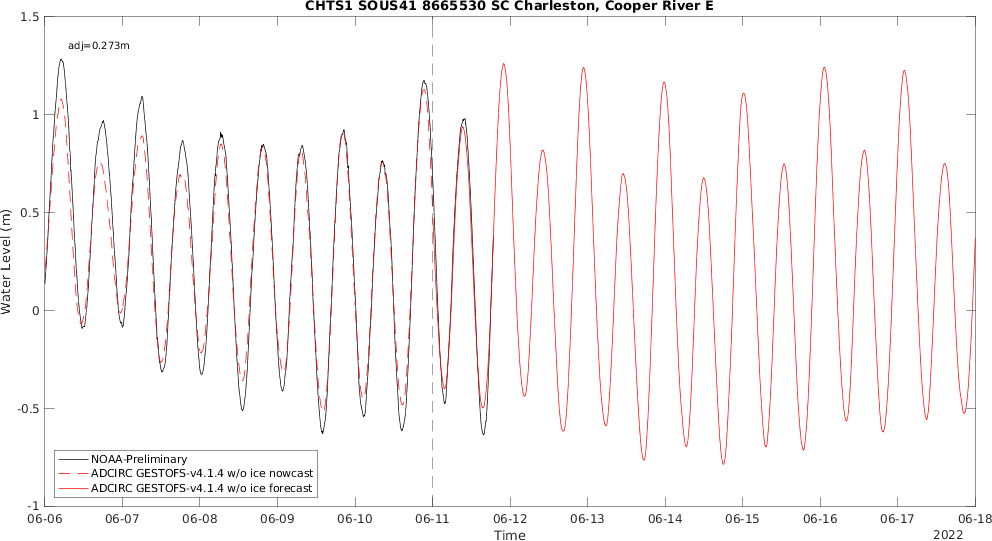 CHTS1 SOUS41 8665530 SC Charleston, Cooper River E
adj=0.273m
1.5
1
0.5
0
-0.5
-1
Water Level (m)
NOAA-Preliminary
ADCIRC GESTOFS-v4.1.4 w/o ice nowcast
ADCIRC GESTOFS-v4.1.4 w/o ice forecast
06-06 06-07 06-08 06-09 06-10 06-11 06-12 06-13 06-14 06-15 06-16 06-17 06-18
Time
2022